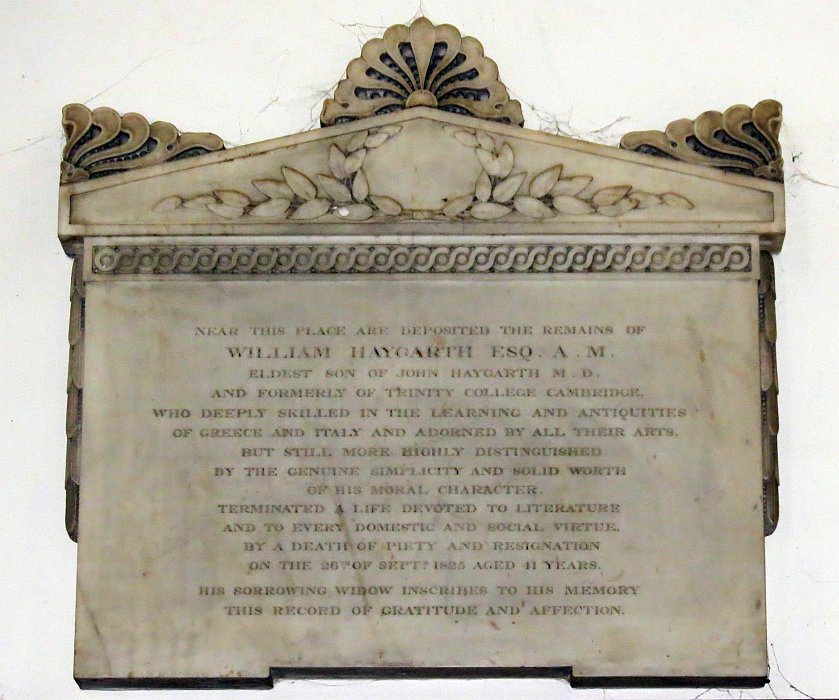 NEAR THIS PLACE ARE DEPOSITED THE REMAINS OF
WILLIAM HAYGARTH ESQ. A. M.
ELDEST SON OF JOHN HAYGARTH M. D.
AND FORMERLY OF TRINITY COLLEGE CAMBRIDGE.
WHO DEEPLY SKILLED IN THE LEARNING AND ANTIQUITIES
OF GREECE AND ITALY AND ADORNED BY ALL THEIR ARTS.
BUT STILL MORE HIGHLY DISTINGUISHED
BY THE GENUINE SIMPLICITY AND SOLID WORTH
OF HIS MORAL CHARACTER.
TERMINATED A LIFE DEVOTED TO LITERATURE
AND TO EVERY DOMESTIC AND SOCIAL VIRTUE.
BY A DEATH OF PIETY AND RESIGNATION
ON THE 26TH OF SEPTR 1825 AGED 41 YEARS.
HIS SORROWING WIDOW INSCRIBES TO HIS MEMORY
THIS RECORD OF GRATITUDE AND AFFECTION.